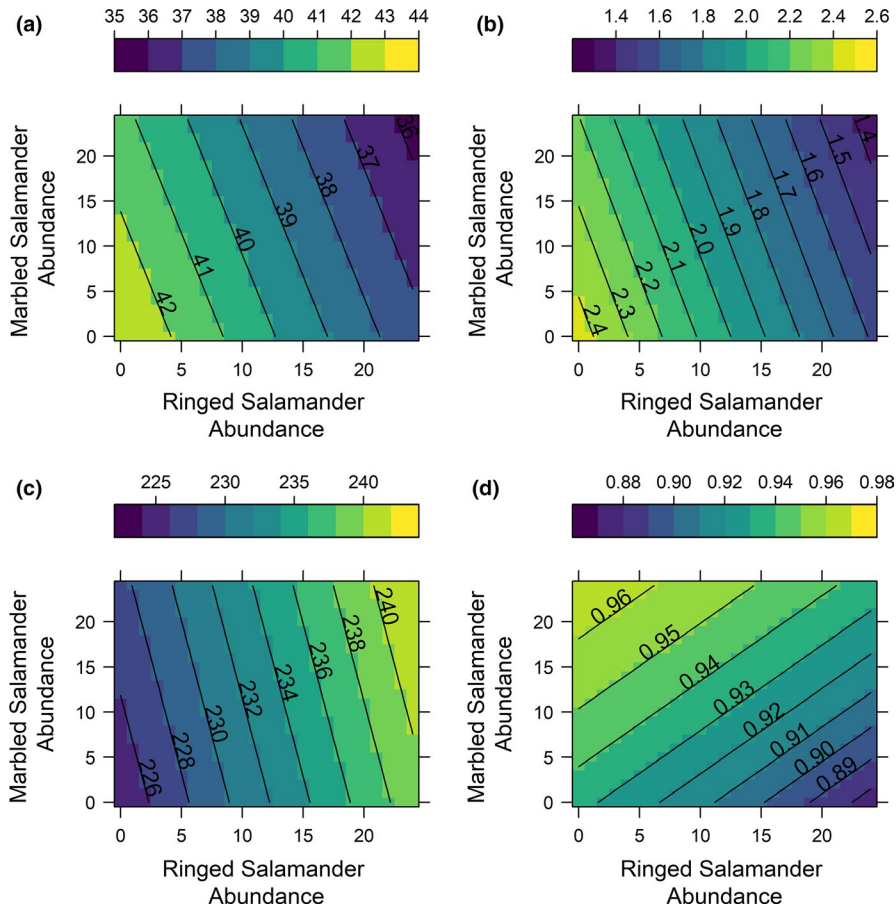 (a)
35 36 37 38 39 40 41 42 43 44
Marbled Salamander
Abundance
20
15
10
5
0
36
37
38
39
40
41
42
0 5 10 15 20
Ringed Salamander
Abundance
(b)
1.4 1.6 1.8 2.0 2.2 2.4 2.6
Marbled Salamander
Abundance
20
15
10
5
0
1.4
1.5
1.6
1.7
1.8
1.9
2.0
2.1
2.2
2.3
2.4
0 5 10 15 20
Ringed Salamander
Abundance
(c)
225 230 235 240
Marbled Salamander
Abundance
20
15
10
5
0
240
238
236
234
232
230
228
226
0 5 10 15 20
Ringed Salamander
Abundance
(d)
0.88 0.90 0.92 0.94 0.96 0.98
Marbled Salamander
Abundance
20
15
10
5
0
0.96
0.95
0.94
0.93
0.92
0.91
0.90
0.89
0 5 10 15 20
Ringed Salamander
Abundance